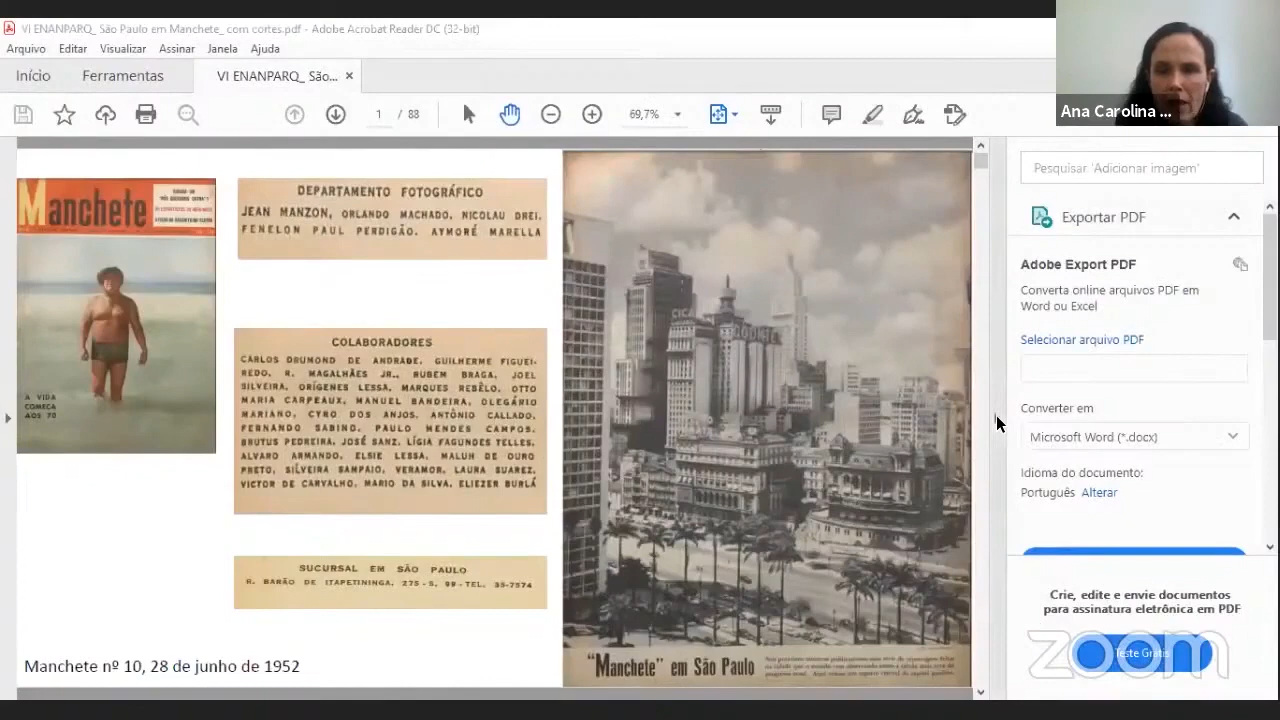 VI ENANPARQ_ São Paulo em Manchete_ com cortes.pdf - Adobe Acrobat Reader DC (32-bit)
Arquivo Editar Visualizar Assinar Janela Ajuda
Início Ferramentas VI ENANPARQ_ São... ×
1 / 88 69,7%
Ana Carolina ...
Manchete
A VIDA
COMEÇA
AOS 70
DEPARTAMENTO FOTOGRÁFICO
JEAN MANZON, ORLANDO MACHADO, NICOLAU DREI,
FENELON PAUL PERDIGÃO, AYMORÉ MARELLA
COLABORADORES
CARLOS DRUMOND DE ANDRADE, GUILHERME FIGUEI-
REDO, R. MAGALHÃES JR., RUBEM BRAGA, JOEL
SILVEIRA, ORÍGENES LESSA, MARQUES REBÊLO, OTTO
MARIA CARPEAUX, MANUEL BANDEIRA, OLEGÁRIO
MARIANO, CYRO DOS ANJOS, ANTÔNIO CALLADO,
FERNANDO SABINO, PAULO MENDES CAMPOS,
BRUTUS PEDREIRA, JOSÉ SANZ, LÍGIA FAGUNDES TELLES,
ALVARO ARMANDO, ELSIE LESSA, MALUH DE OURO
PRETO, SILVEIRA SAMPAIO, VERAMOR, LAURA SUAREZ,
VICTOR DE CARVALHO, MARIO DA SILVA, ELIEZER BURLÁ
SUCURSAL EM SÃO PAULO
R. BARÃO DE ITAPETININGA, 275 - S. 99 - TEL. 35-7574
Manchete nº 10, 28 de junho de 1952
CICA
"Manchete" em São Paulo
Pesquisar 'Adicionar imagem'
Exportar PDF
Adobe Export PDF
Converta online arquivos PDF em
Word ou Excel
Selecionar arquivo PDF
Converter em
Microsoft Word (*.docx)
Idioma do documento:
Português Alterar
Crie, edite e envie documentos
para assinatura eletrônica em PDF
Teste Grátis
zoom